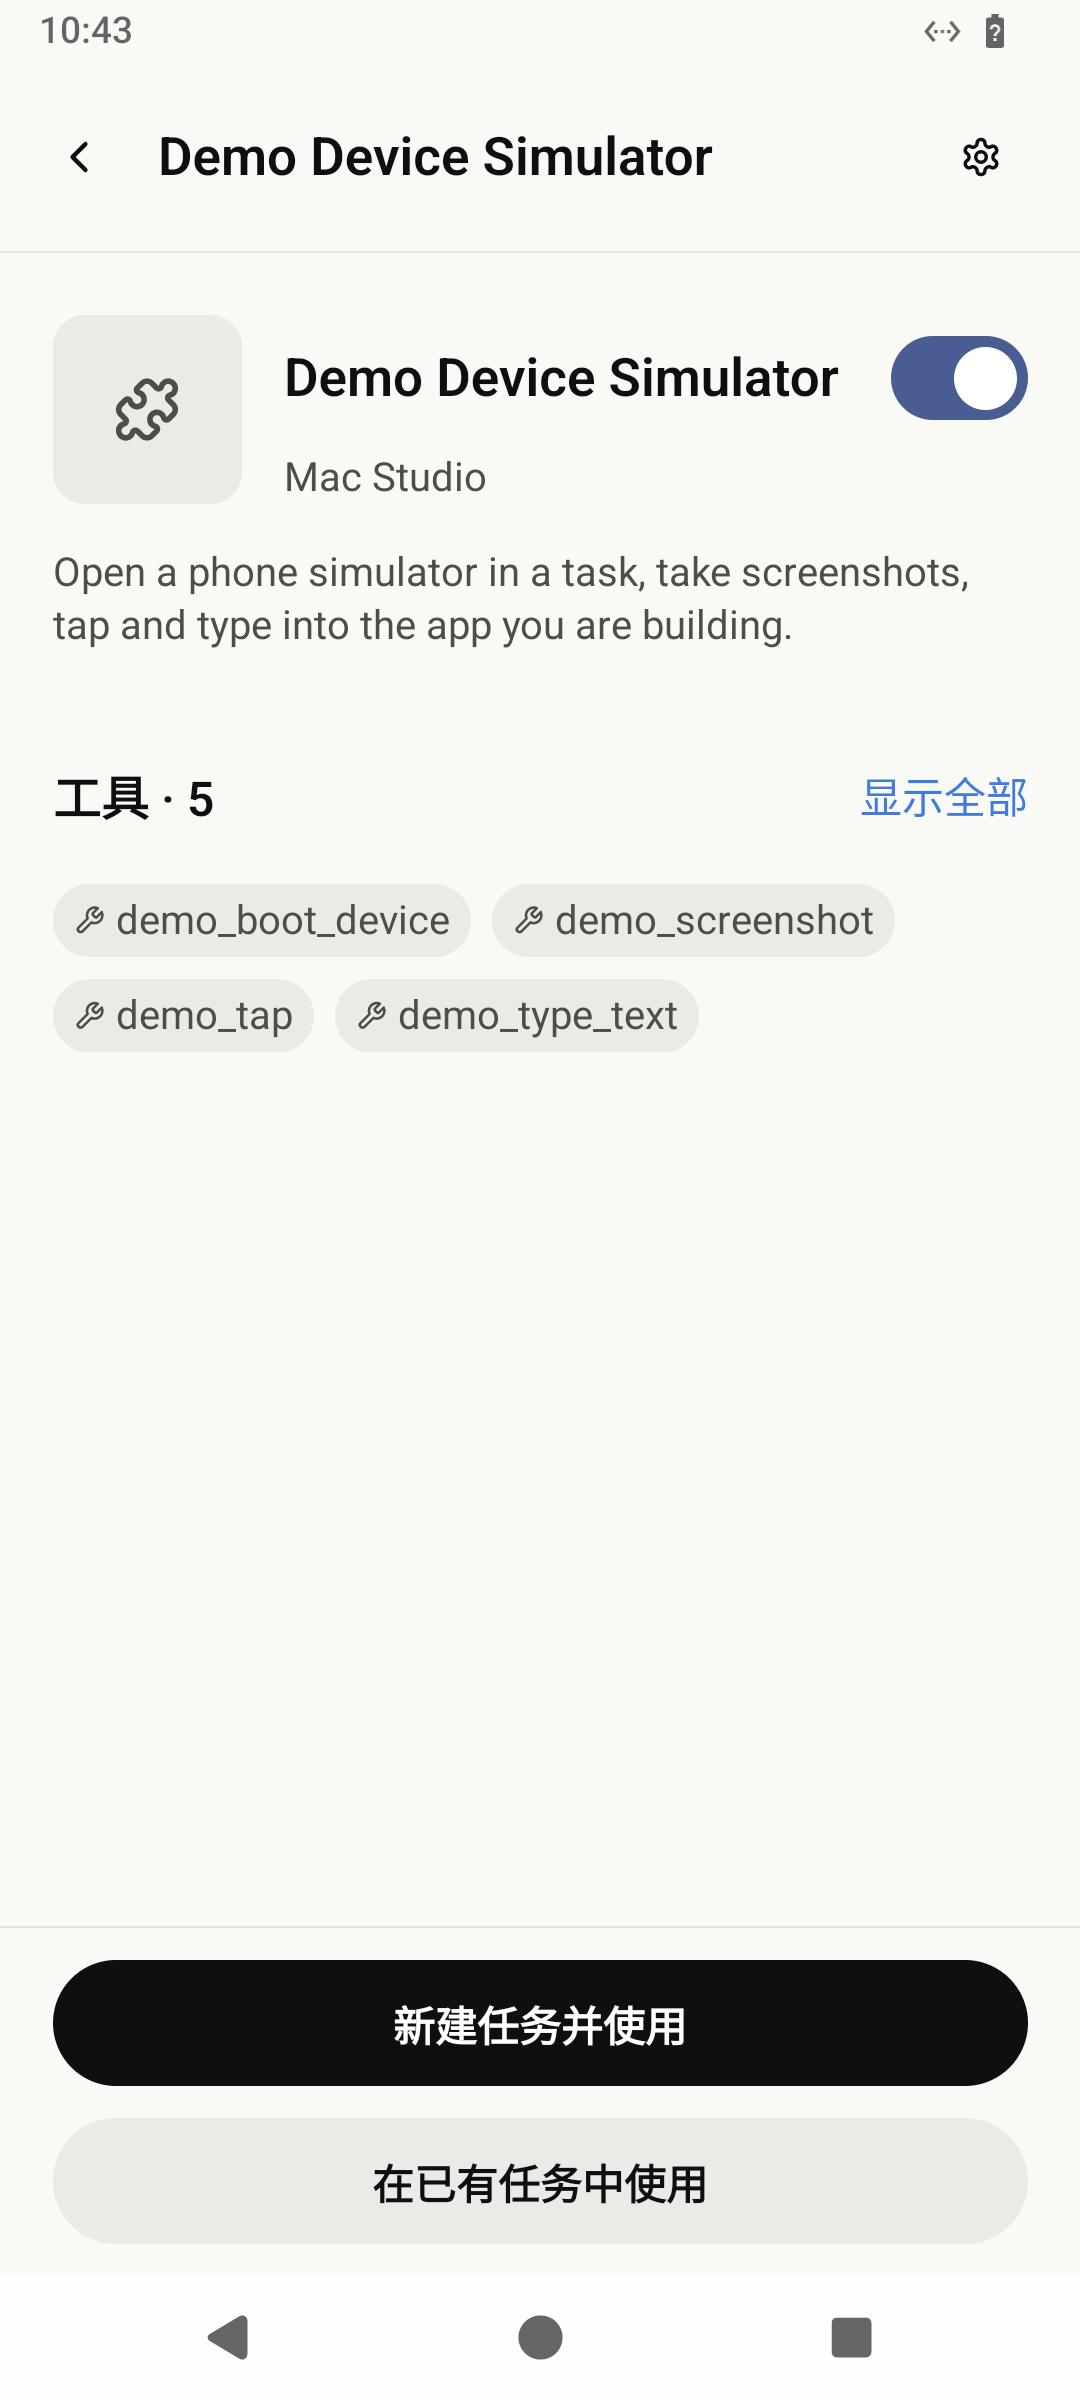 10:43
Demo Device Simulator
Demo Device Simulator
Mac Studio
Open a phone simulator in a task, take screenshots,
tap and type into the app you are building.
工具 · 5
显示全部
demo_boot_device
demo_screenshot
demo_tap
demo_type_text
新建任务并使用
在已有任务中使用